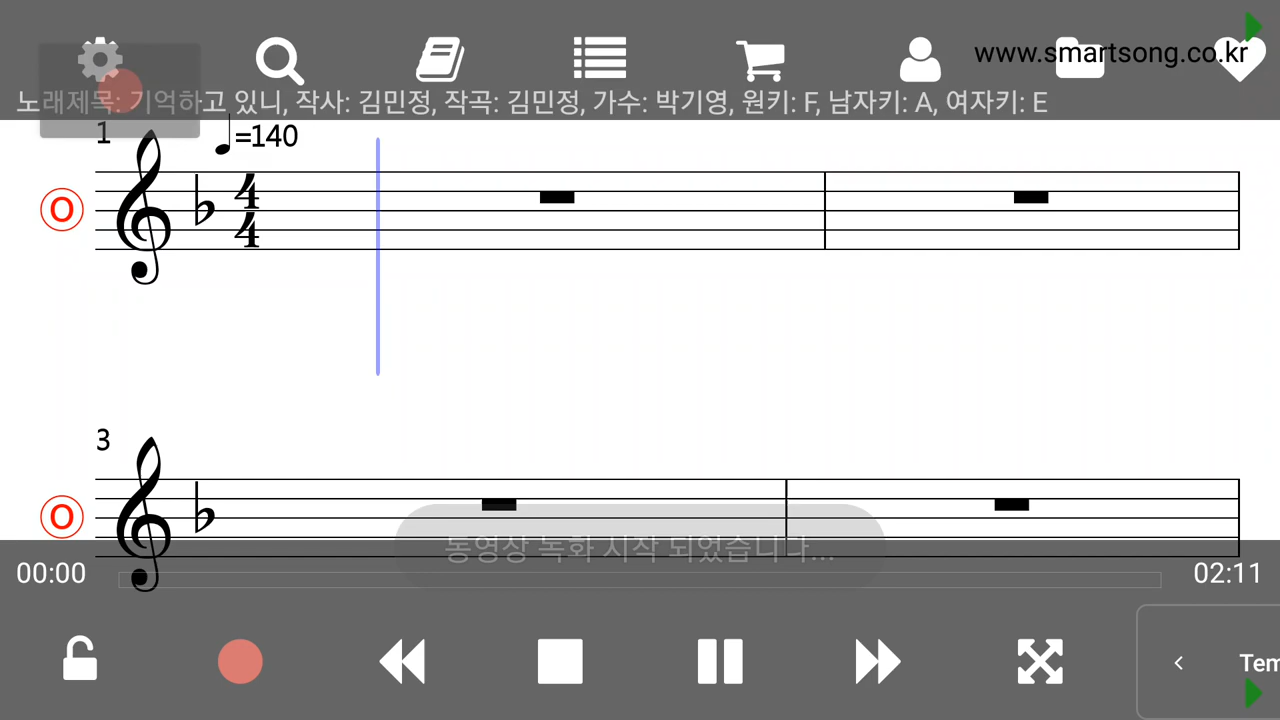 www.smartsong.co.kr
노래제목: 기억하고 있니, 작사: 김민정, 작곡: 김민정, 가수: 박기영, 원키: F, 남자키: A, 여자키: E
1
=140
4
4
O
3
O
동영상 녹화 시작 되었습니다...
00:00
02:11
Tem